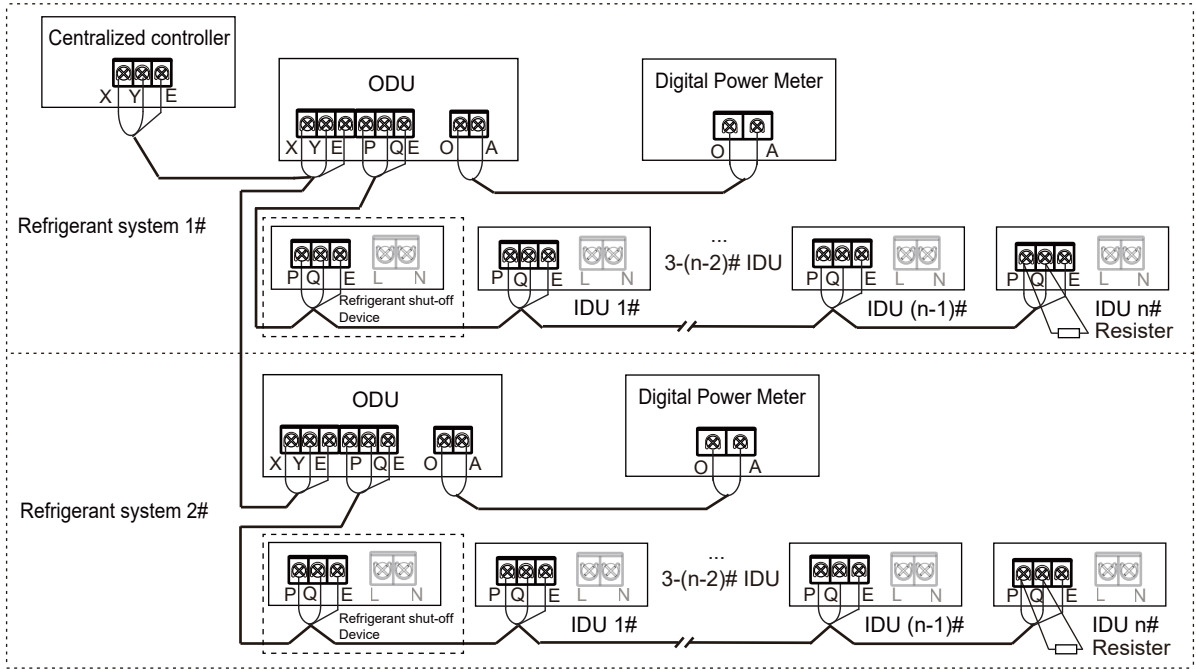 Centralized controller
X Y E
ODU
X Y E P Q E O A
Digital Power Meter
O A
Refrigerant system 1#
P Q E L N
Refrigerant shut-off
Device
P Q E L N
IDU 1#
...
3-(n-2)# IDU
P Q E L N
IDU (n-1)#
P Q E L N
IDU n#
Resister
ODU
X Y E P Q E O A
Digital Power Meter
O A
Refrigerant system 2#
P Q E L N
Refrigerant shut-off
Device
P Q E L N
IDU 1#
...
3-(n-2)# IDU
P Q E L N
IDU (n-1)#
P Q E L N
IDU n#
Resister